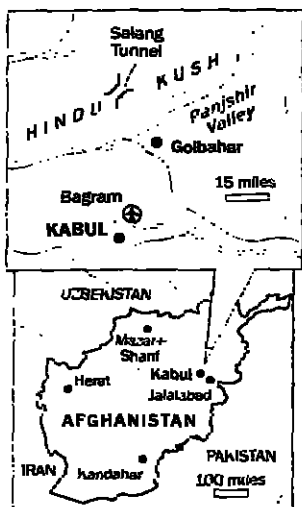 Salang
Tunnel
HINDU KUSH
Panjshir
Valley
Golbahar
Bagram
15 miles
KABUL
UZBEKISTAN
Mazar-i
Sharif
Herat
Kabul
Jalalabad
AFGHANISTAN
PAKISTAN
IRAN
Kandahar
100 miles